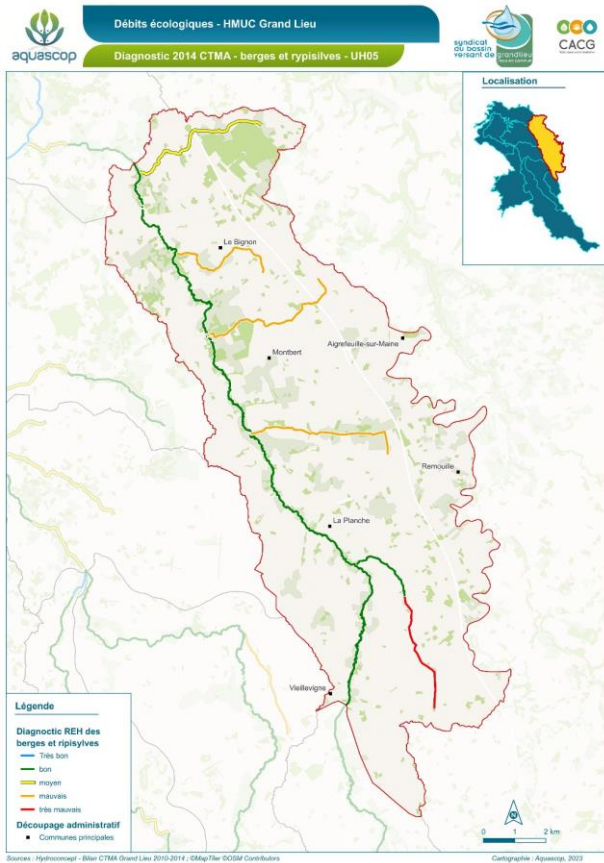 aquascop
Débits écologiques - HMUC Grand Lieu
Diagnostic 2014 CTMA - berges et rypisilves - UH05
syndicat
du bassin
versant de grandlieu
CACG
Localisation
Le Bignon
Aigrefeuille-sur-Maine
Montbert
Remouille
La Planche
Vieillevigne
Légende
Diagnoctic REH des
berges et ripisylves
Très bon
bon
moyen
mauvais
très mauvais
Découpage administratif
Communes principales
N
0 1 2 km
Sources : Hydroconcept - Bilan CTMA Grand Lieu 2010-2014 ; ©MapTiler ©OSM Contributors
Cartographie : Aquascop, 2023